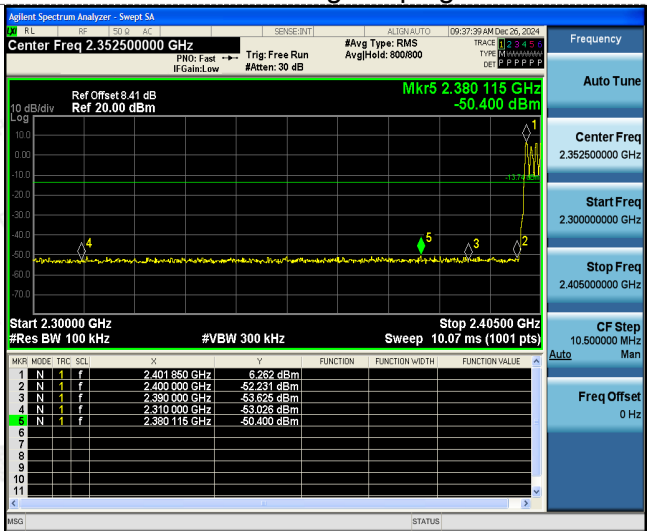 Agilent Spectrum Analyzer - Swept SA
RL RF 50 Ω AC SENSE:INT ALIGN AUTO 09:37:39 AM Dec 26, 2024
Center Freq 2.352500000 GHz #Avg Type: RMS TRACE 1 2 3 4 5 6
PNO: Fast Trig: Free Run Avg|Hold: 800/800 TYPE M
IFGain:Low #Atten: 30 dB DET P P P P P P
Mkr5 2.380 115 GHz
-50.400 dBm
Ref Offset 8.41 dB
10 dB/div Ref 20.00 dBm
Log
10.0
0.00
-10.0
-20.0
-30.0
-40.0
-50.0
-60.0
-70.0
1
4
5
3
2
Start 2.30000 GHz Stop 2.40500 GHz
#Res BW 100 kHz #VBW 300 kHz Sweep 10.07 ms (1001 pts)
MKR MODE TRC SCL X Y FUNCTION FUNCTION WIDTH FUNCTION VALUE
1 N 1 f 2.401 850 GHz 6.262 dBm
2 N 1 f 2.400 000 GHz -52.231 dBm
3 N 1 f 2.390 000 GHz -53.625 dBm
4 N 1 f 2.310 000 GHz -53.026 dBm
5 N 1 f 2.380 115 GHz -50.400 dBm
6
7
8
9
10
11
MSG STATUS
Frequency
Auto Tune
Center Freq
2.352500000 GHz
Start Freq
2.300000000 GHz
Stop Freq
2.405000000 GHz
CF Step
10.500000 MHz
Auto Man
Freq Offset
0 Hz